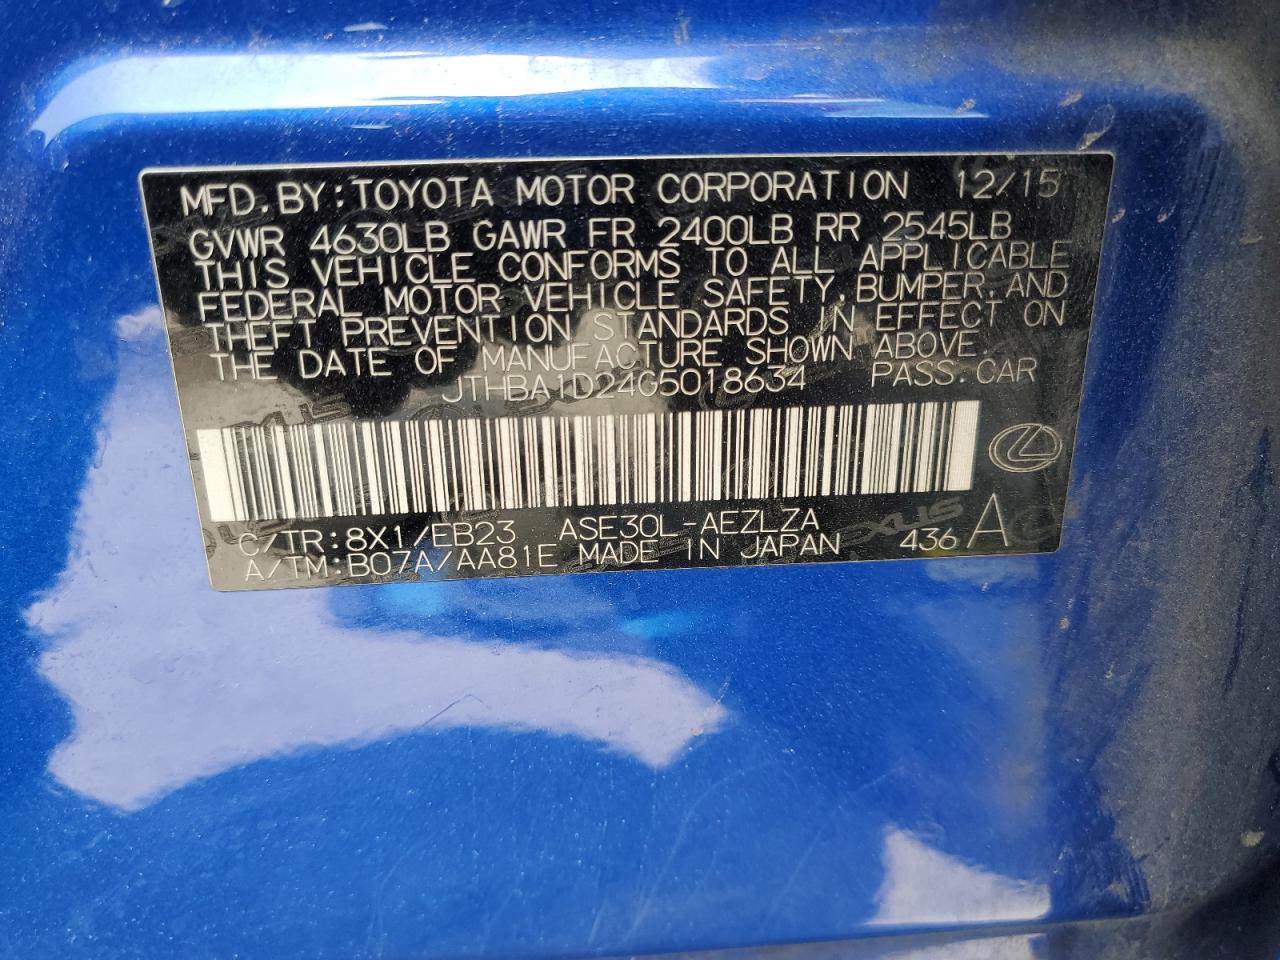 MFD. BY: TOYOTA MOTOR CORPORATION 12/15
GVWR 4630LB GAWR FR 2400LB RR 2545LB
THIS VEHICLE CONFORMS TO ALL APPLICABLE
FEDERAL MOTOR VEHICLE SAFETY, BUMPER, AND
THEFT PREVENTION STANDARDS IN EFFECT ON
THE DATE OF MANUFACTURE SHOWN ABOVE.
JTHBA1D24G5018634 PASS. CAR
C/TR: 8X1/EB23 ASE30L-AEZLZA
A/TM: B07A/AA81E MADE IN JAPAN 436 A